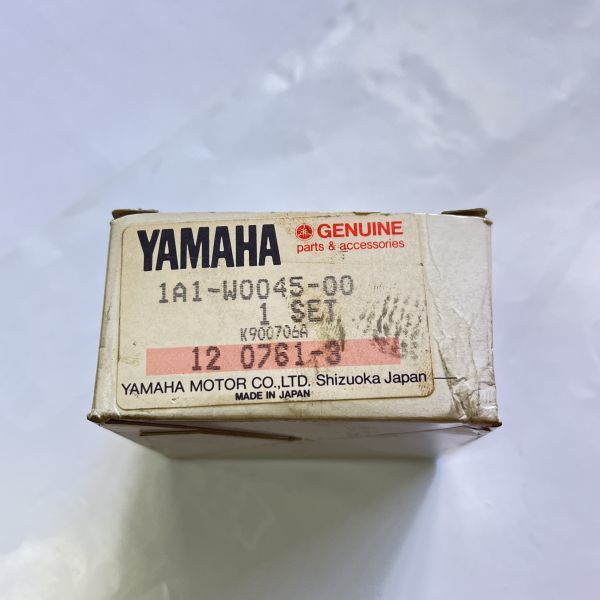 YAMAHA GENUINE
parts & accessories
1A1-W0045-00
1 SET
K900706A
12 0761-3
YAMAHA MOTOR CO.,LTD. Shizuoka Japan
MADE IN JAPAN